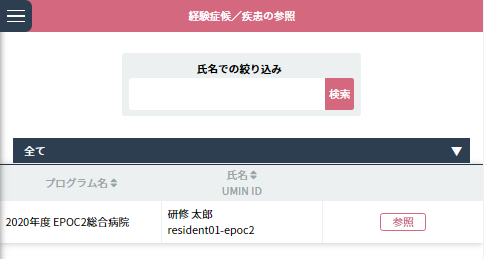 経験症候／疾患の参照
氏名での絞り込み
検索
全て ▼
プログラム名
氏名
UMIN ID
2020年度 EPOC2総合病院
研修 太郎
resident01-epoc2
参照